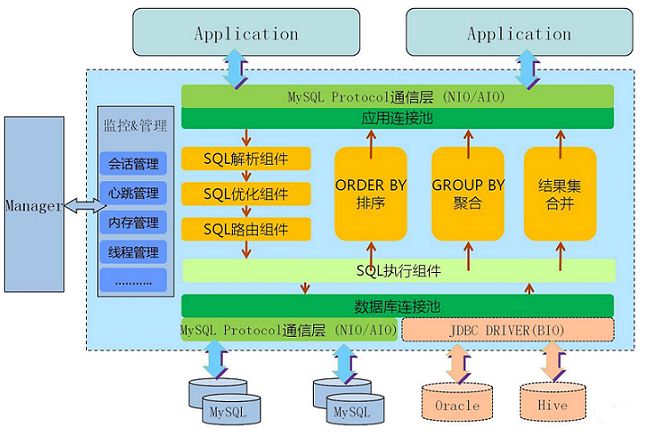 Application
Application
MySQL Protocol通信层 (NIO/AIO)
应用连接池
监控&管理
会话管理
心跳管理
内存管理
线程管理
............
Manager
SQL解析组件
SQL优化组件
SQL路由组件
ORDER BY
排序
GROUP BY
聚合
结果集
合并
SQL执行组件
数据库连接池
MySQL Protocol通信层 (NIO/AIO)
JDBC DRIVER(BIO)
MySQL
MySQL
Oracle
Hive